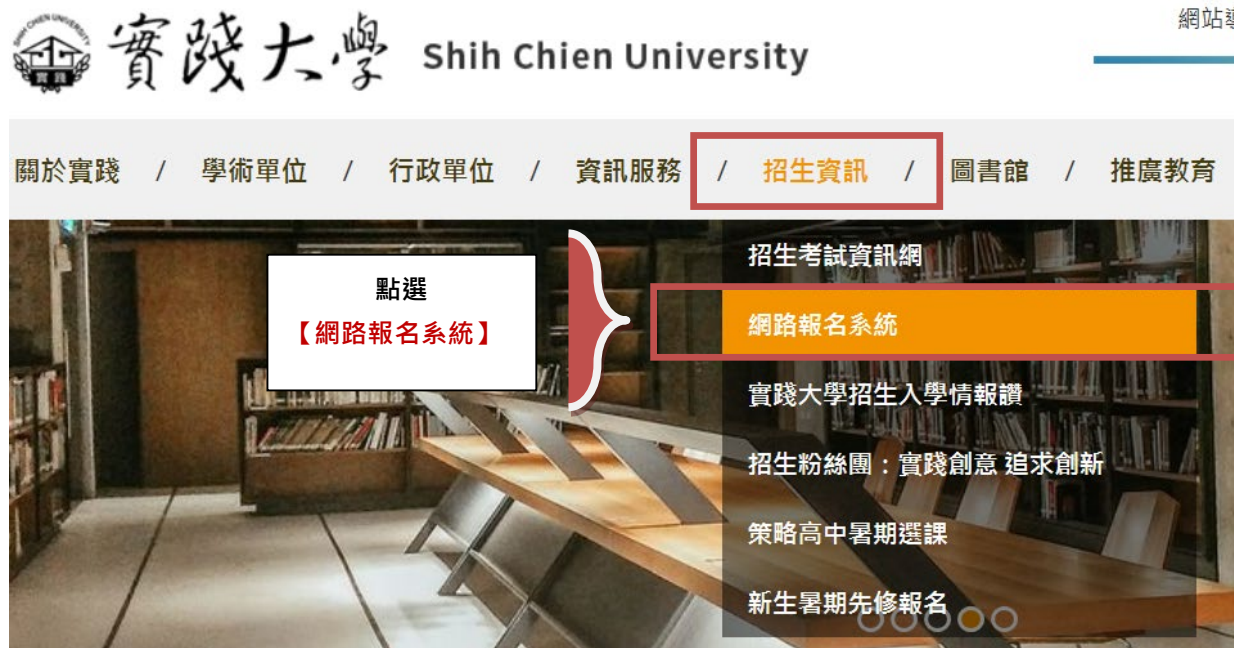 網站
實踐大學 Shih Chien University
關於實踐 / 學術單位 / 行政單位 / 資訊服務 / 招生資訊 / 圖書館 / 推廣教育
招生考試資訊網
點選
【網路報名系統】
網路報名系統
實踐大學招生入學情報讚
招生粉絲團：實踐創意 追求創新
策略高中暑期選課
新生暑期先修報名